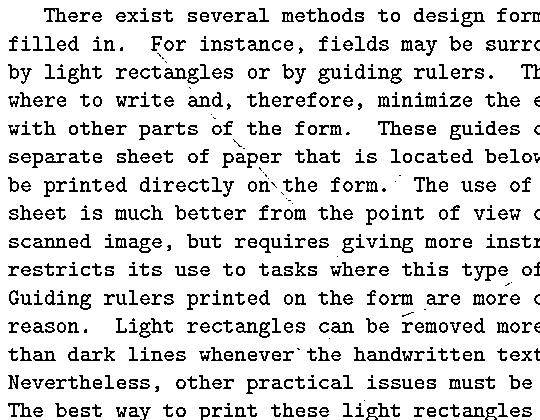 There exist several methods to design form
filled in. For instance, fields may be surro
by light rectangles or by guiding rulers. Th
where to write and, therefore, minimize the e
with other parts of the form. These guides c
separate sheet of paper that is located below
be printed directly on the form. The use of
sheet is much better from the point of view o
scanned image, but requires giving more instr
restricts its use to tasks where this type of
Guiding rulers printed on the form are more c
reason. Light rectangles can be removed more
than dark lines whenever the handwritten text
Nevertheless, other practical issues must be
The best way to print these light rectangles